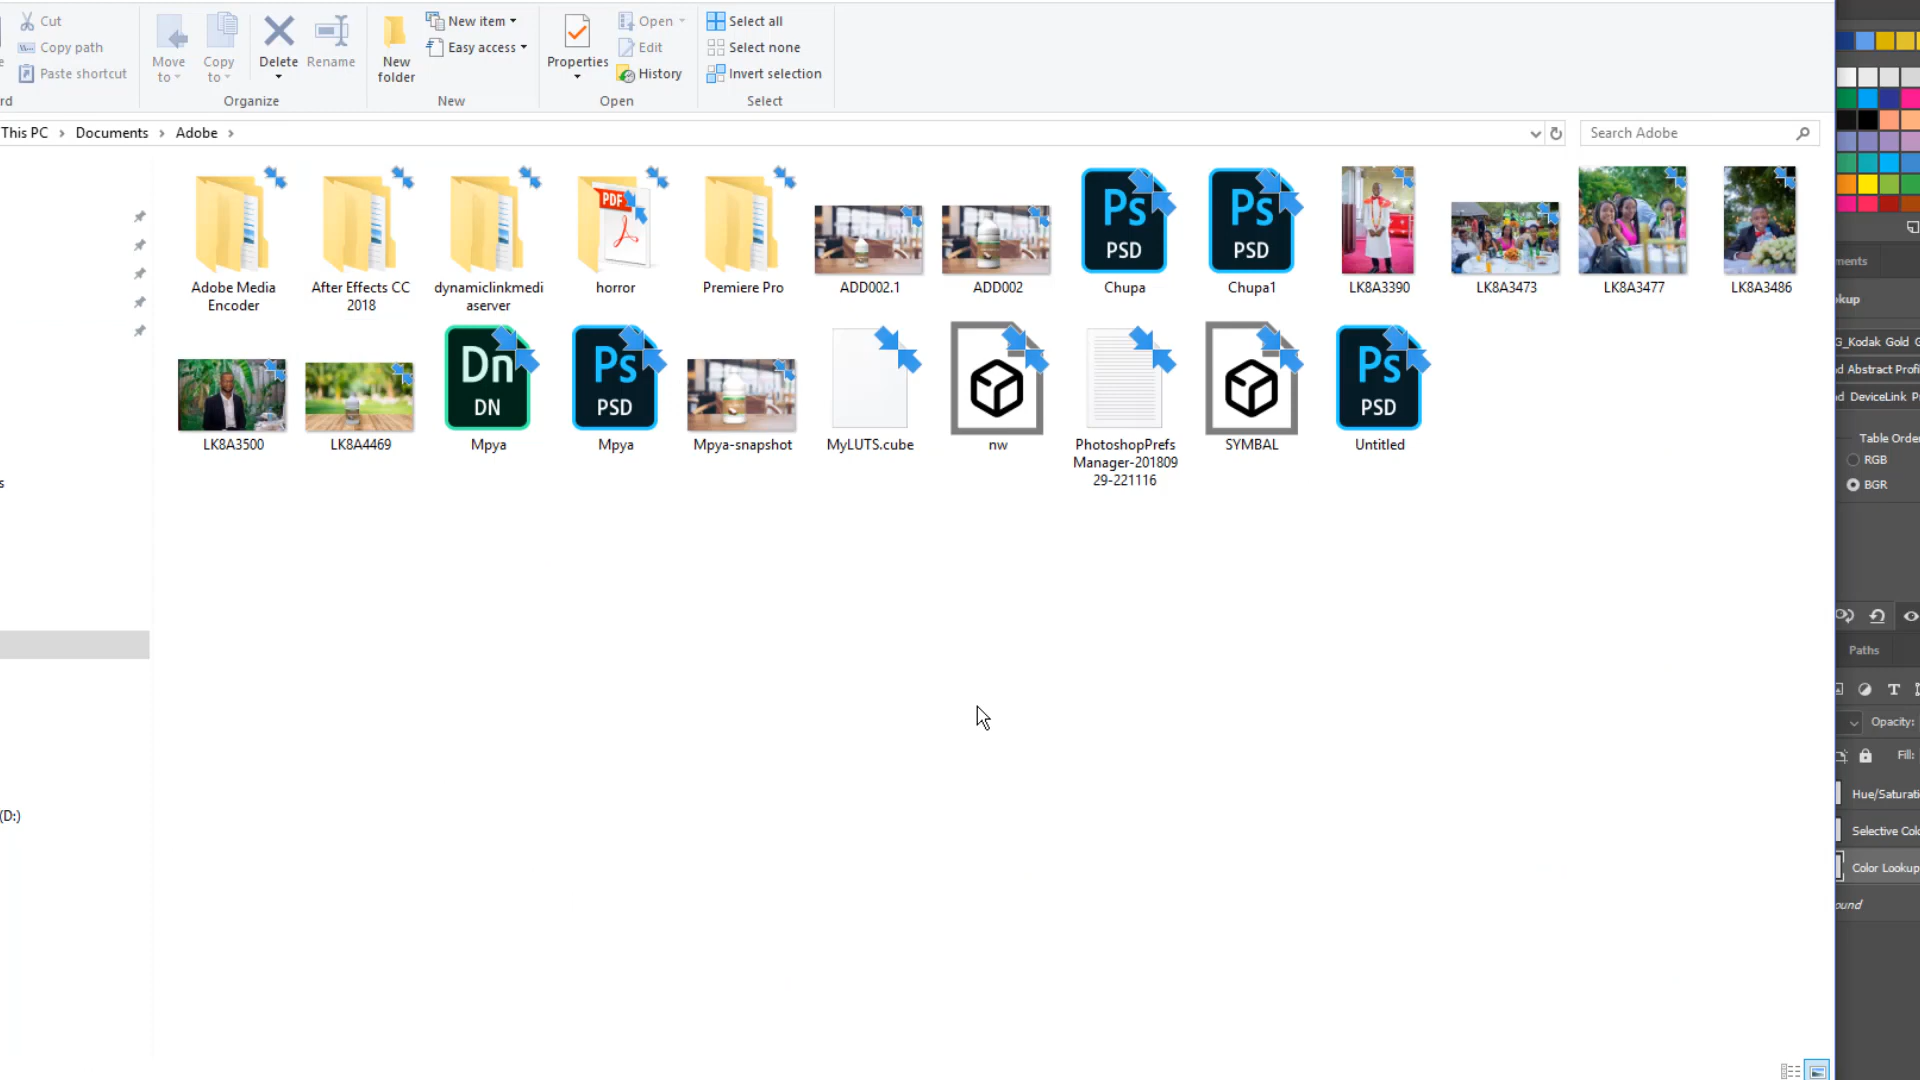 Cut
Copy path
Paste shortcut
Move to
Copy to
Delete
Rename
Organize
New folder
New item
Easy access
New
Properties
Open
Edit
History
Open
Select all
Select none
Invert selection
Select
This PC > Documents > Adobe >
Search Adobe
Adobe Media Encoder
After Effects CC 2018
dynamiclinkmediaserver
PDF
horror
Premiere Pro
ADD002.1
ADD002
Ps
PSD
Chupa
Ps
PSD
Chupa1
LK8A3390
LK8A3473
LK8A3477
LK8A3486
LK8A3500
LK8A4469
Dn
DN
Mpya
Ps
PSD
Mpya
Mpya-snapshot
MyLUTS.cube
nw
PhotoshopPrefsManager-20180929-221116
SYMBAL
Ps
PSD
Untitled
(D:)
G_Kodak Gold
Abstract Profi
DeviceLink
Table Order
RGB
BGR
Paths
Opacity:
Fill:
Hue/Saturati
Selective Colo
Color Lookup